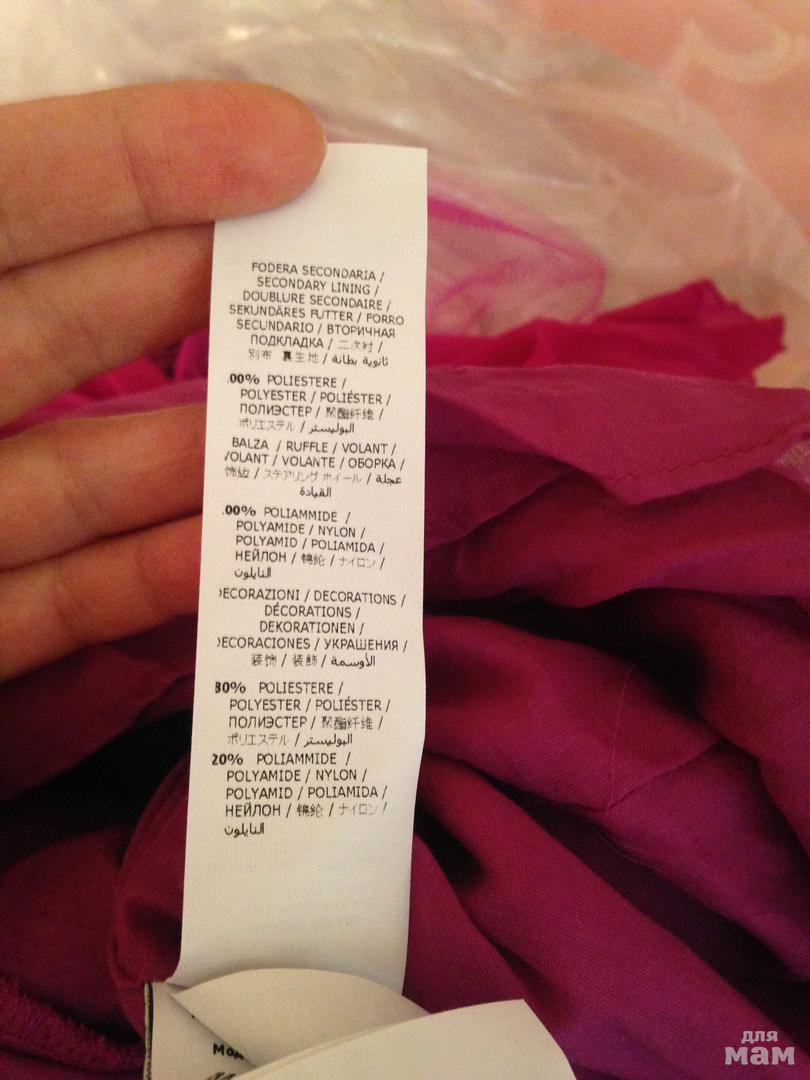 FODERA SECONDARIA /
SECONDARY LINING /
DOUBLURE SECONDAIRE /
SEKUNDÄRES FUTTER / FORRO
SECUNDARIO / ВТОРИЧНАЯ
ПОДКЛАДКА / 二次衬 /
別布 裏生地 / ثانوية بطانة
.00% POLIESTERE /
POLYESTER / POLIÉSTER /
ПОЛИЭСТЕР / 聚酯纤维 /
ポリエステル / البوليستر
BALZA / RUFFLE / VOLANT /
VOLANT / VOLANTE / ОБОРКА /
饰边 / ステアリング ホイール / عجلة
القيادة
.00% POLIAMMIDE /
POLYAMIDE / NYLON /
POLYAMID / POLIAMIDA /
НЕЙЛОН / 锦纶 / ナイロン /
النايلون
DECORAZIONI / DECORATIONS /
DÉCORATIONS /
DEKORATIONEN /
DECORACIONES / УКРАШЕНИЯ /
装饰 / 装飾 / الأوسمة
80% POLIESTERE /
POLYESTER / POLIÉSTER /
ПОЛИЭСТЕР / 聚酯纤维 /
ポリエステル / البوليستر
20% POLIAMMIDE /
POLYAMIDE / NYLON /
POLYAMID / POLIAMIDA /
НЕЙЛОН / 锦纶 / ナイロン /
النايلون
для
мам